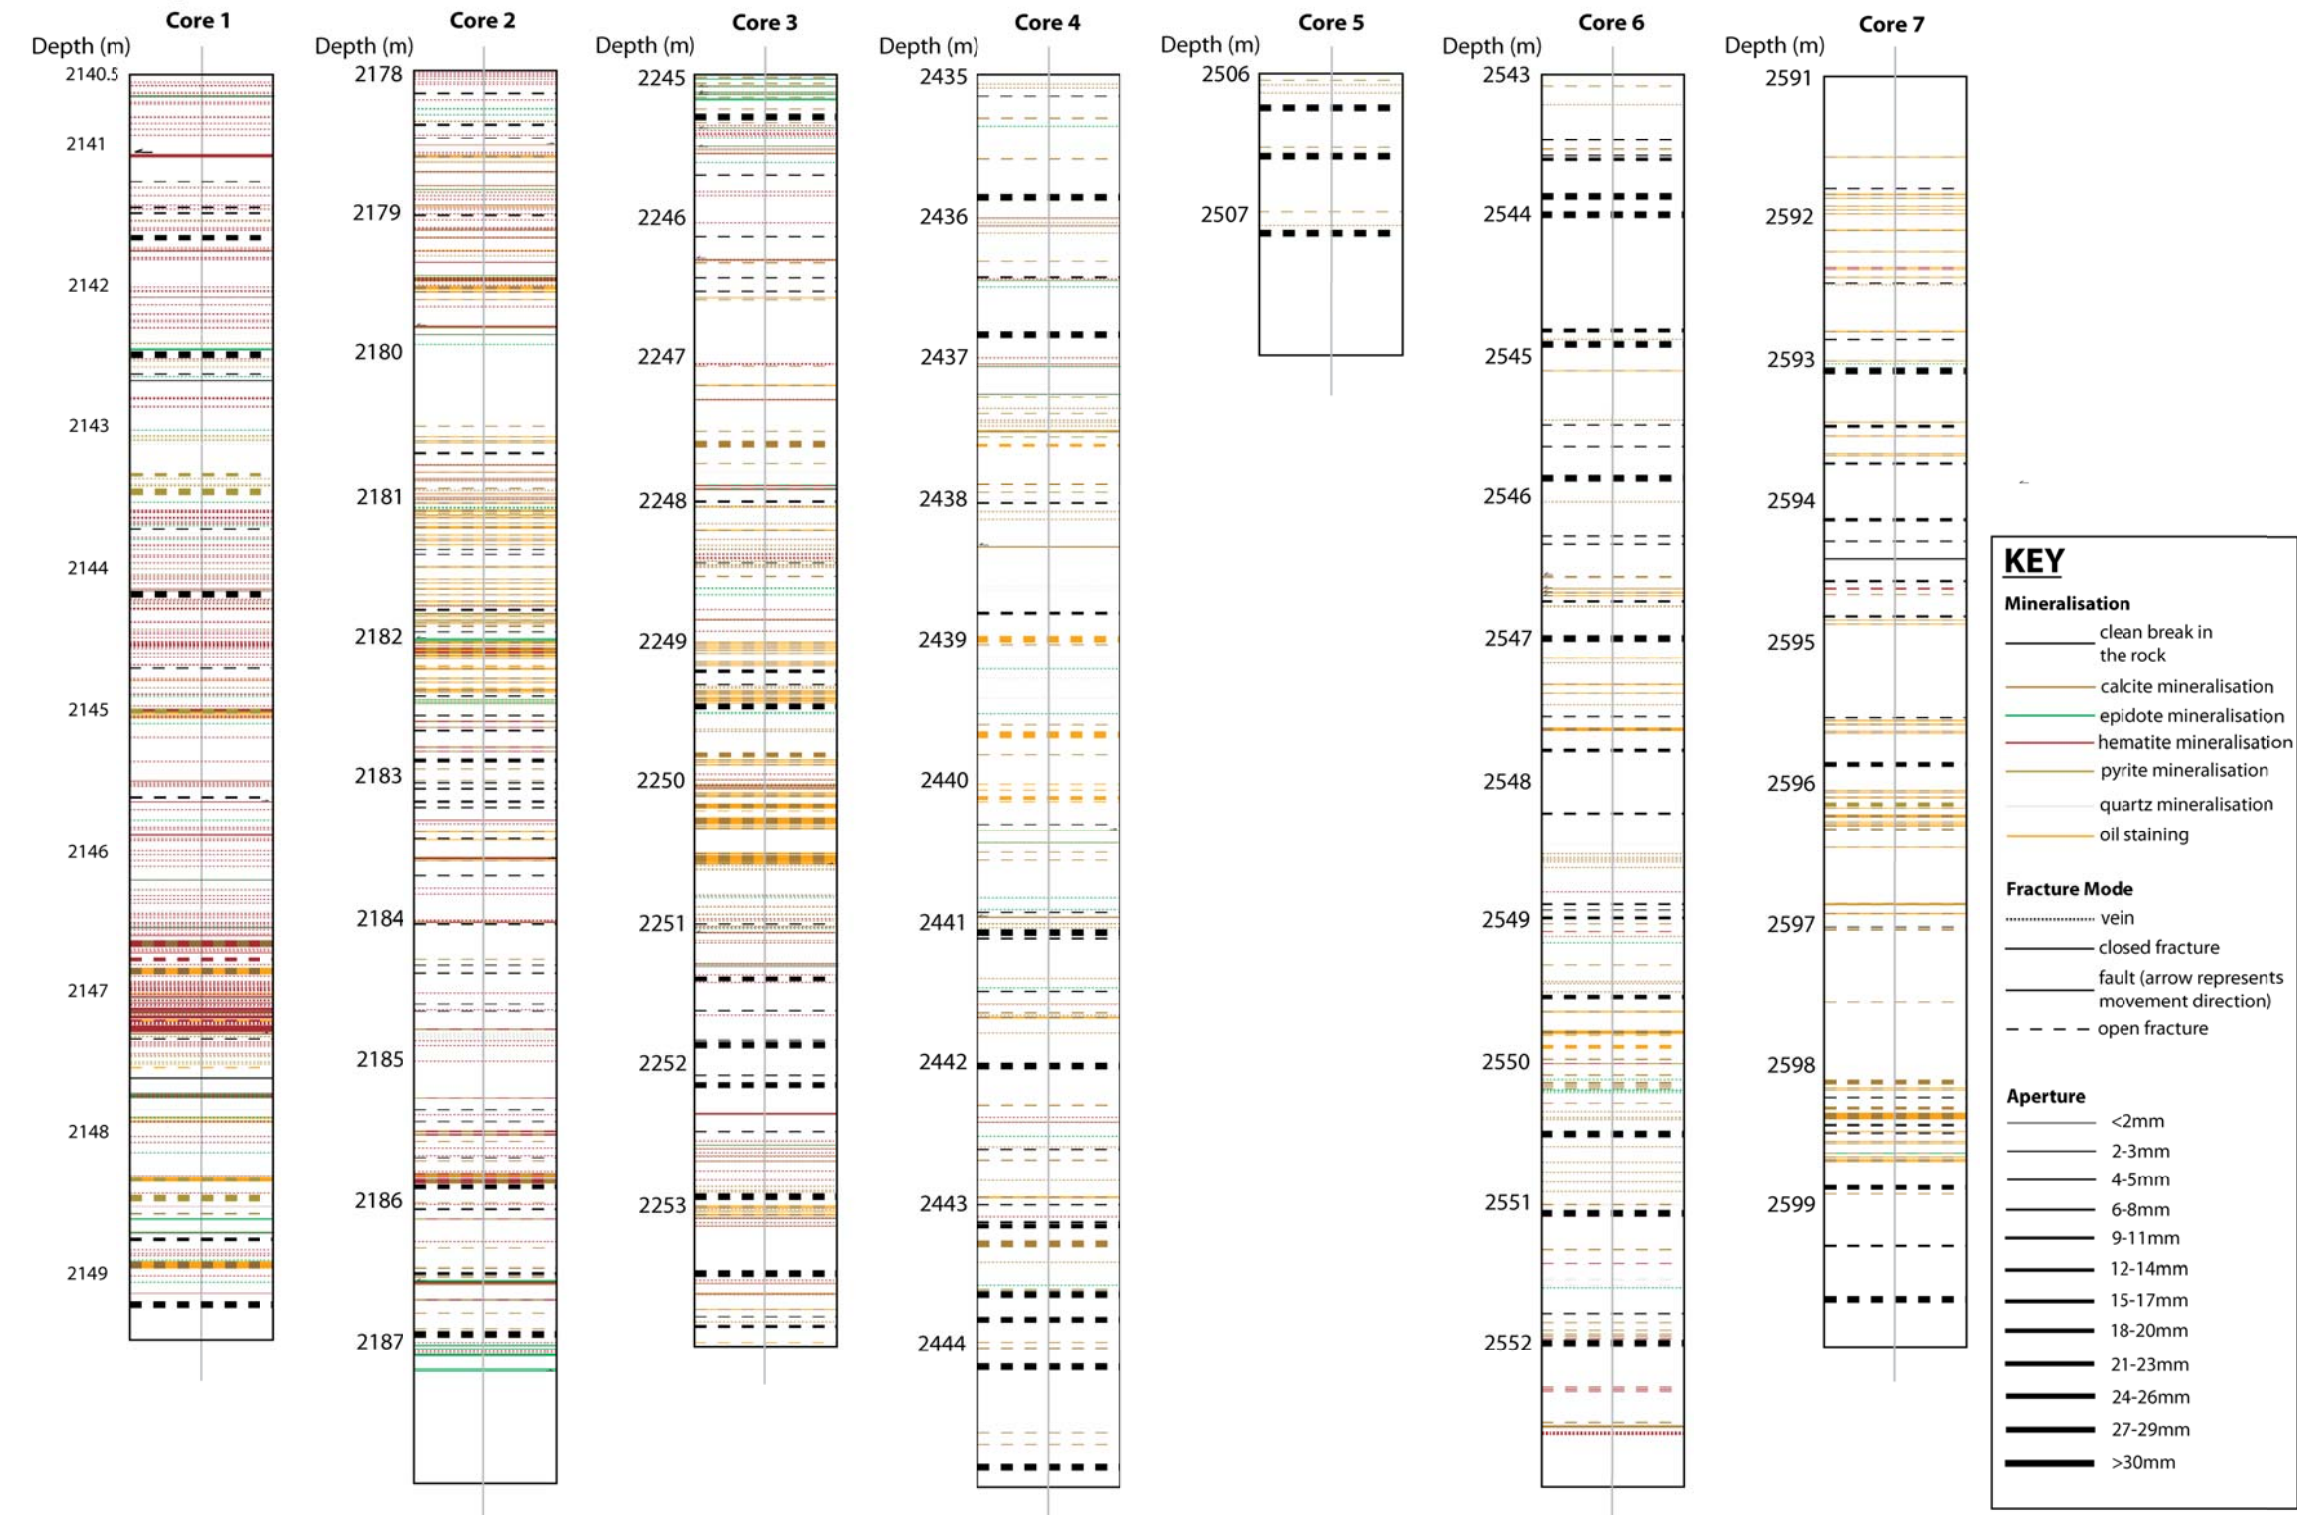 Core 1
Depth (m)
2140.5
2141
2142
2143
2144
2145
2146
2147
2148
2149
Core 2
Depth (m)
2178
2179
2180
2181
2182
2183
2184
2185
2186
2187
Core 3
Depth (m)
2245
2246
2247
2248
2249
2250
2251
2252
2253
Core 4
Depth (m)
2435
2436
2437
2438
2439
2440
2441
2442
2443
2444
Core 5
Depth (m)
2506
2507
Core 6
Depth (m)
2543
2544
2545
2546
2547
2548
2549
2550
2551
2552
Core 7
Depth (m)
2591
2592
2593
2594
2595
2596
2597
2598
2599
KEY
Mineralisation
clean break in
the rock
calcite mineralisation
epidote mineralisation
hematite mineralisation
pyrite mineralisation
quartz mineralisation
oil staining
Fracture Mode
vein
closed fracture
fault (arrow represents
movement direction)
open fracture
Aperture
<2mm
2-3mm
4-5mm
6-8mm
9-11mm
12-14mm
15-17mm
18-20mm
21-23mm
24-26mm
27-29mm
>30mm